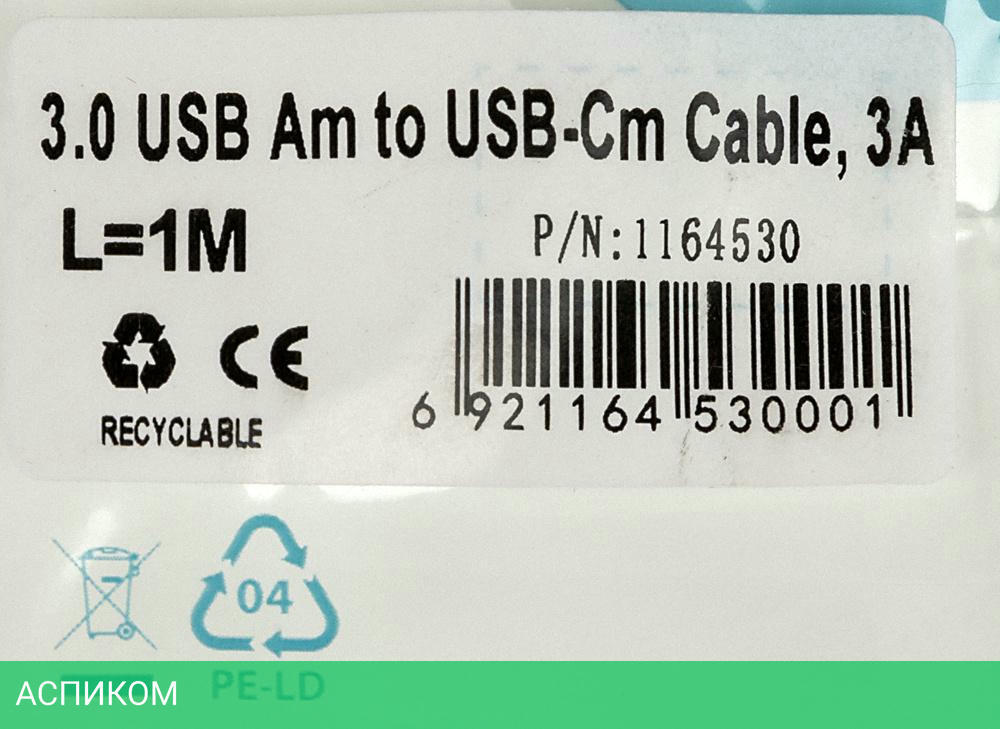 3.0 USB Am to USB-Cm Cable, 3A
L=1M
P/N:1164530
CE
RECYCLABLE
6 921164 530001
04
PE-LD
АСПИКОМ